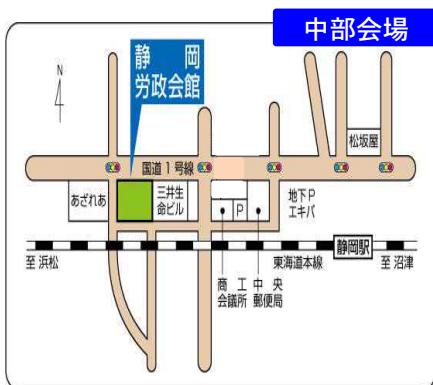 中部会場
静岡
労政会館
N
松坂屋
国道1号線
あざれあ
三井生
命ビル
P
地下P
エキパ
静岡駅
至 浜松
東海道本線
至 沼津
商工
会議所
中央
郵便局